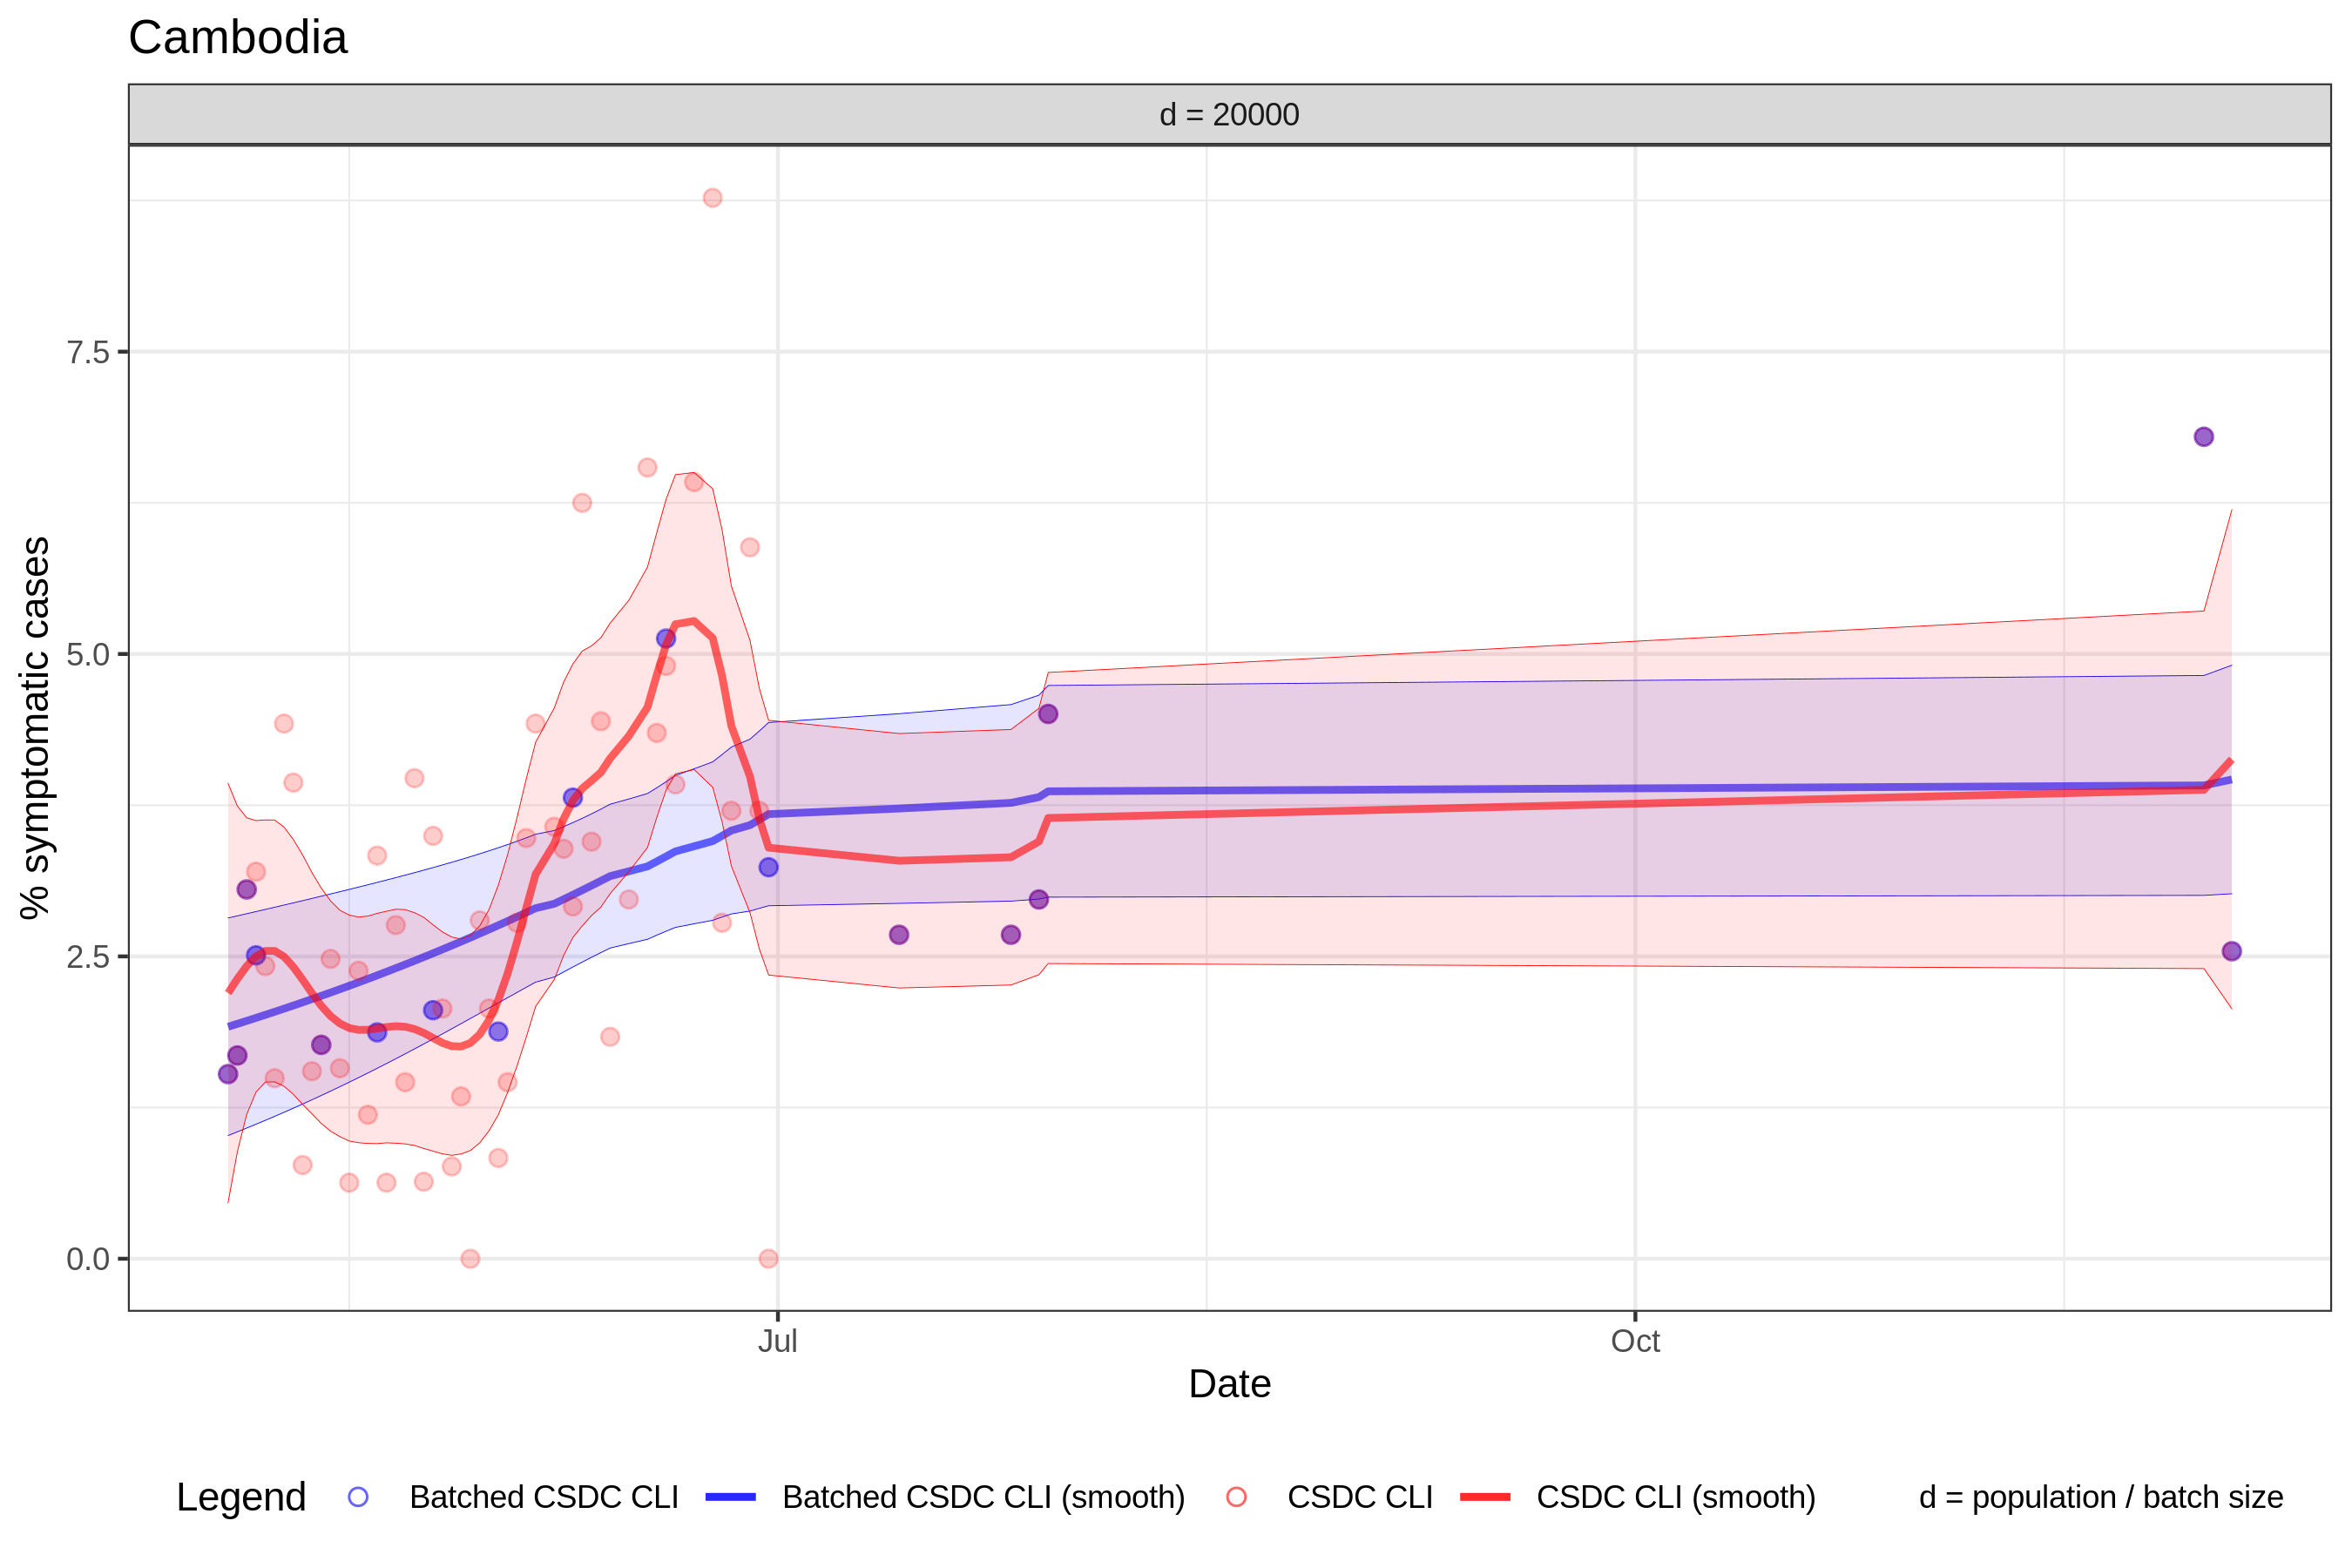 Cambodia
d = 20000
% symptomatic cases
7.5
5.0
2.5
0.0
Jul
Oct
Date
Legend
Batched CSDC CLI
Batched CSDC CLI (smooth)
CSDC CLI
CSDC CLI (smooth)
d = population / batch size